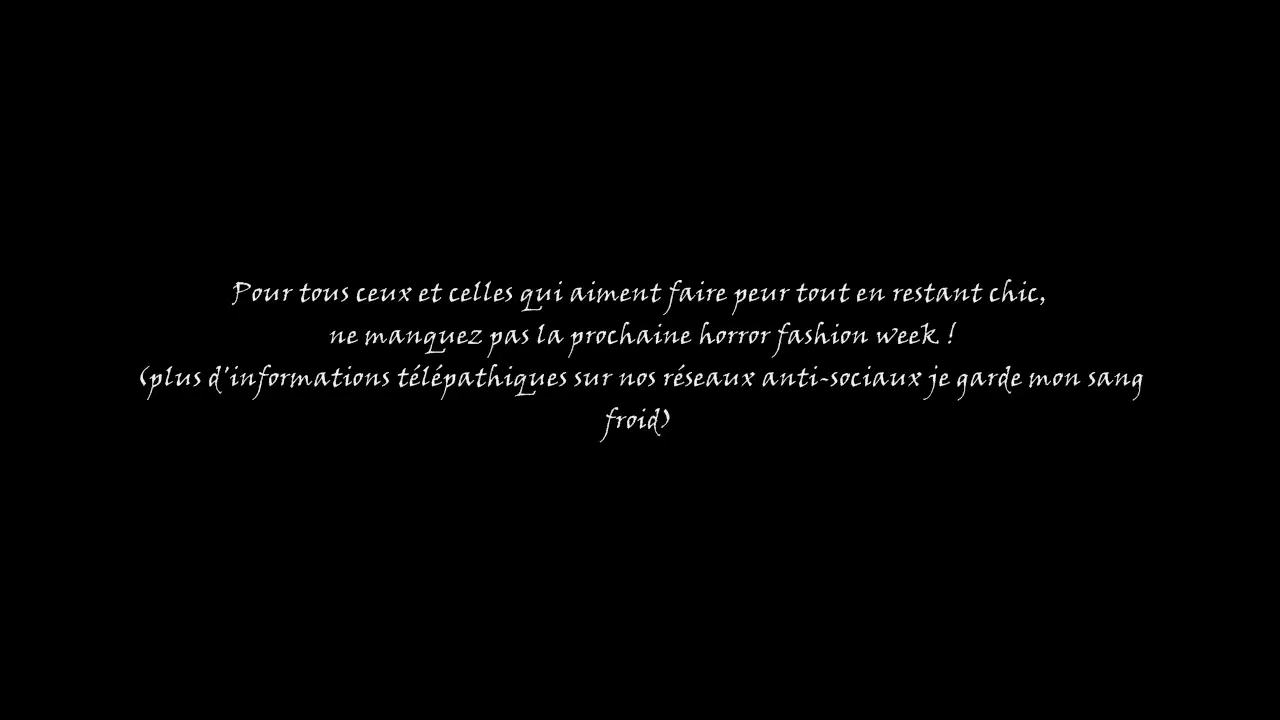 Pour tous ceux et celles qui aiment faire peur tout en restant chic,
ne manquez pas la prochaine horror fashion week !
(plus d'informations télépathiques sur nos réseaux anti-sociaux je garde mon sang
froid)